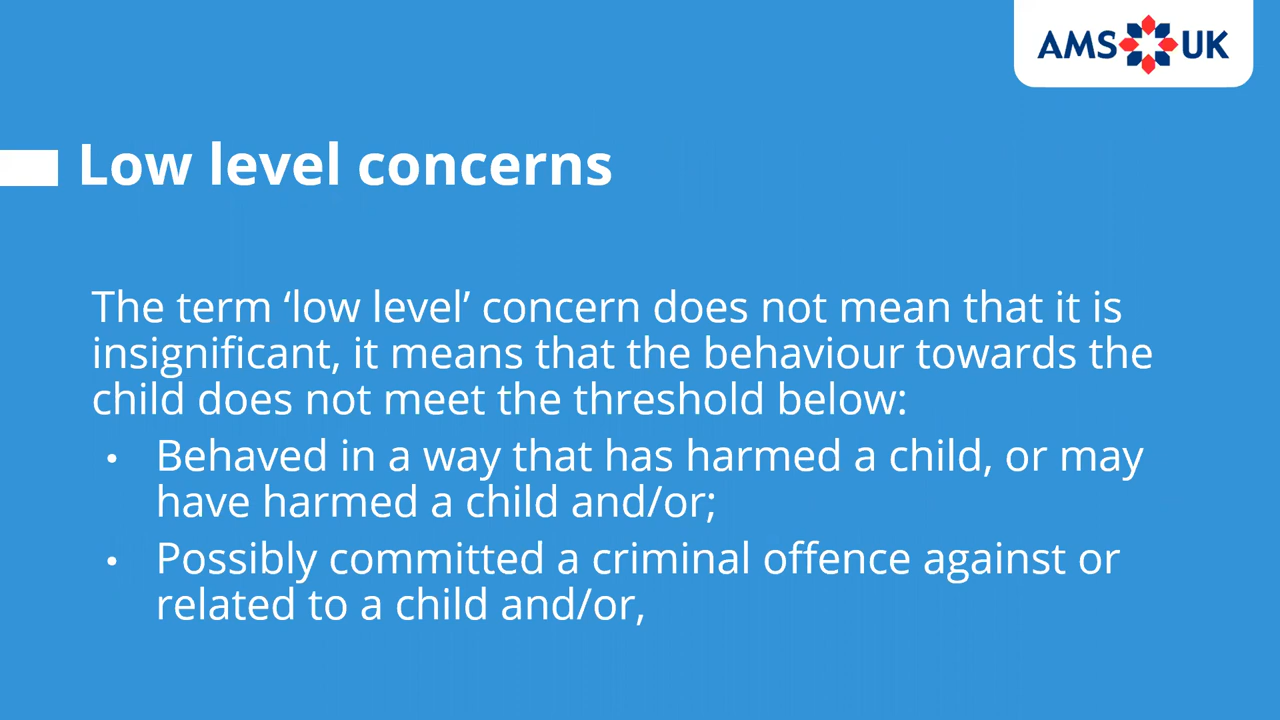 AMS UK
Low level concerns
The term ‘low level’ concern does not mean that it is
insignificant, it means that the behaviour towards the
child does not meet the threshold below:
• Behaved in a way that has harmed a child, or may
have harmed a child and/or;
• Possibly committed a criminal offence against or
related to a child and/or,